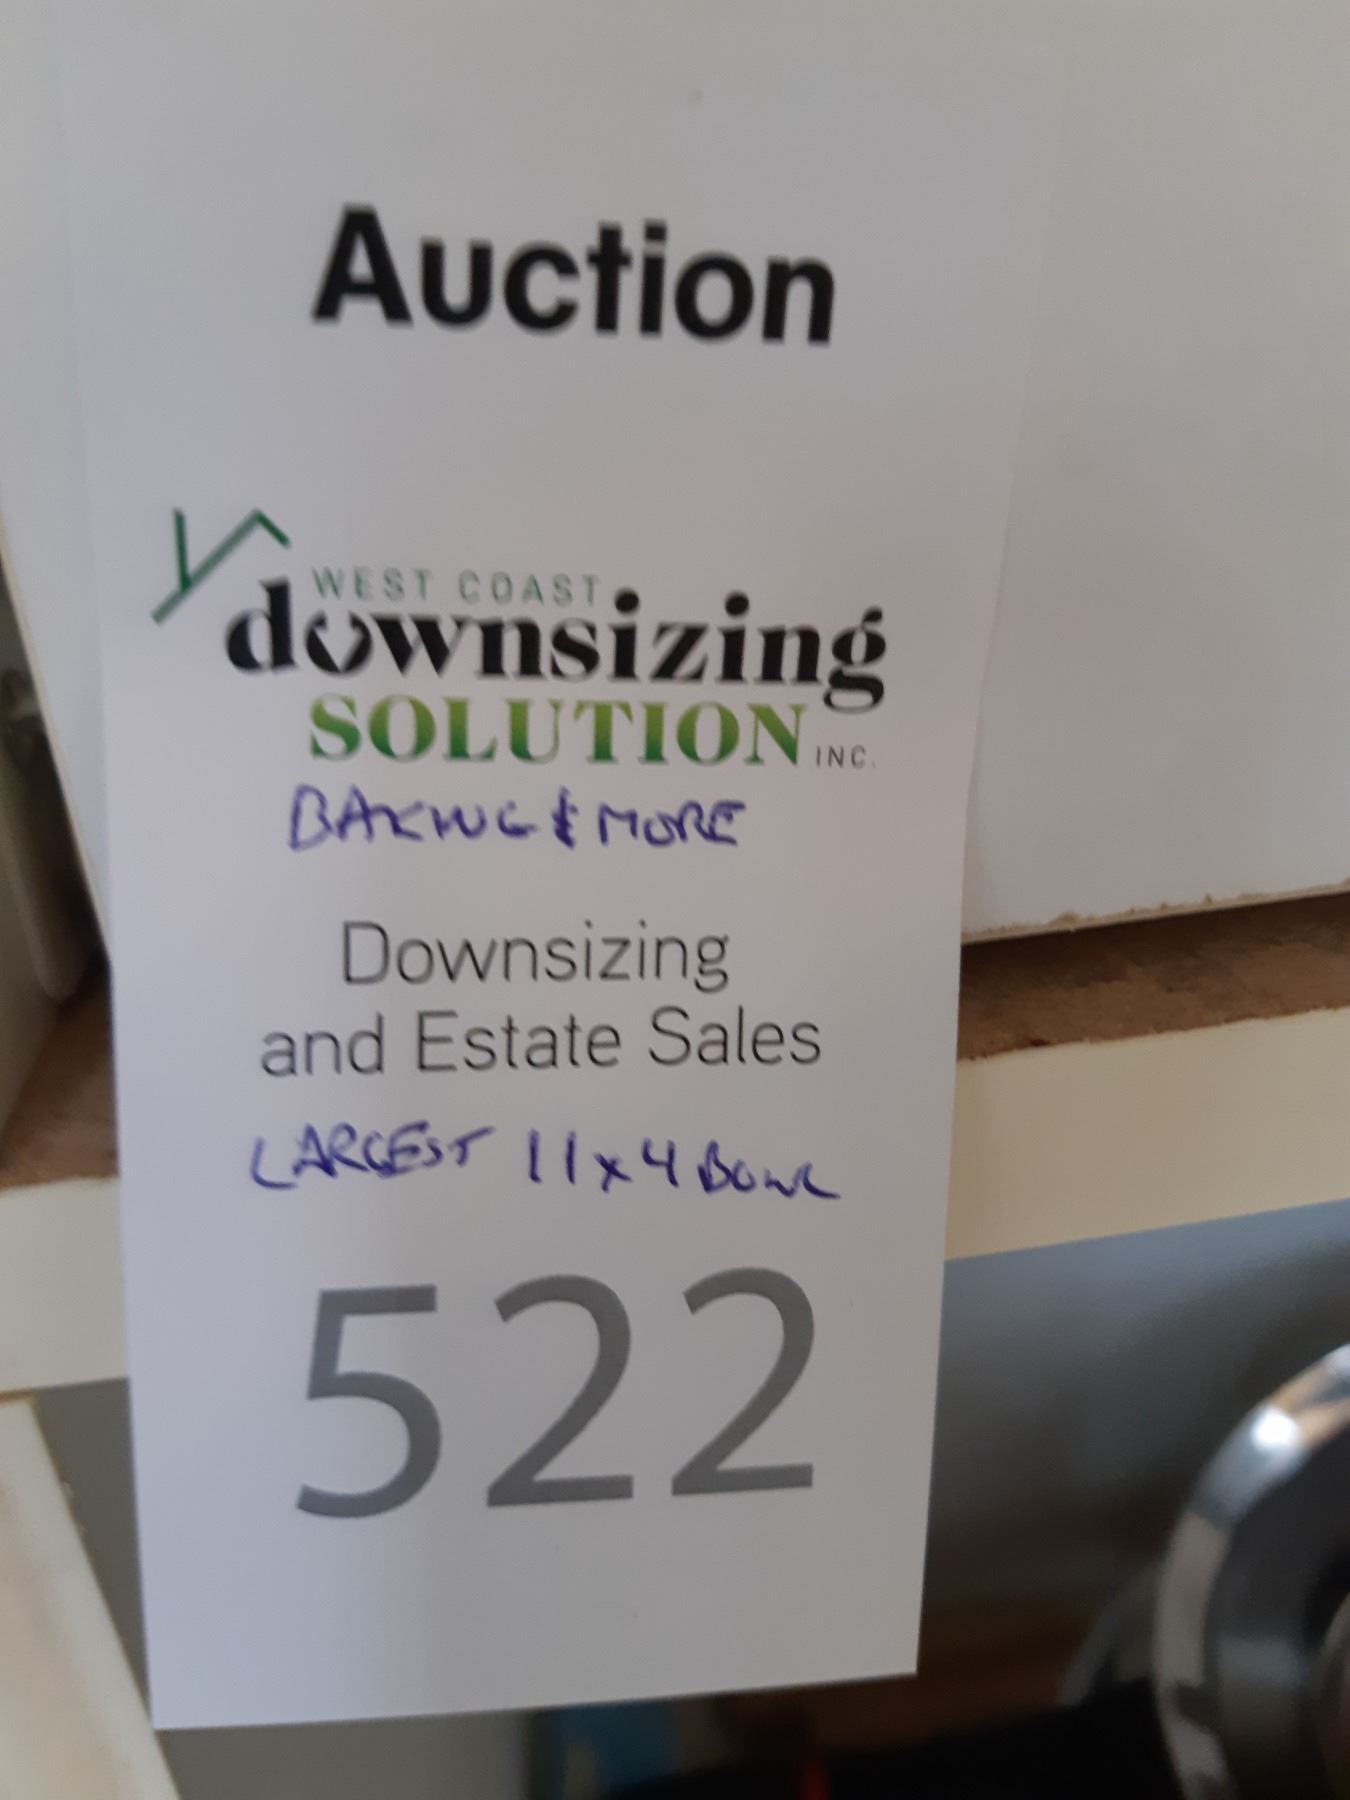 Auction
WEST COAST
downsizing
SOLUTION INC.
BAKING & MORE
Downsizing
and Estate Sales
LARGEST 11x4 BOWL
522